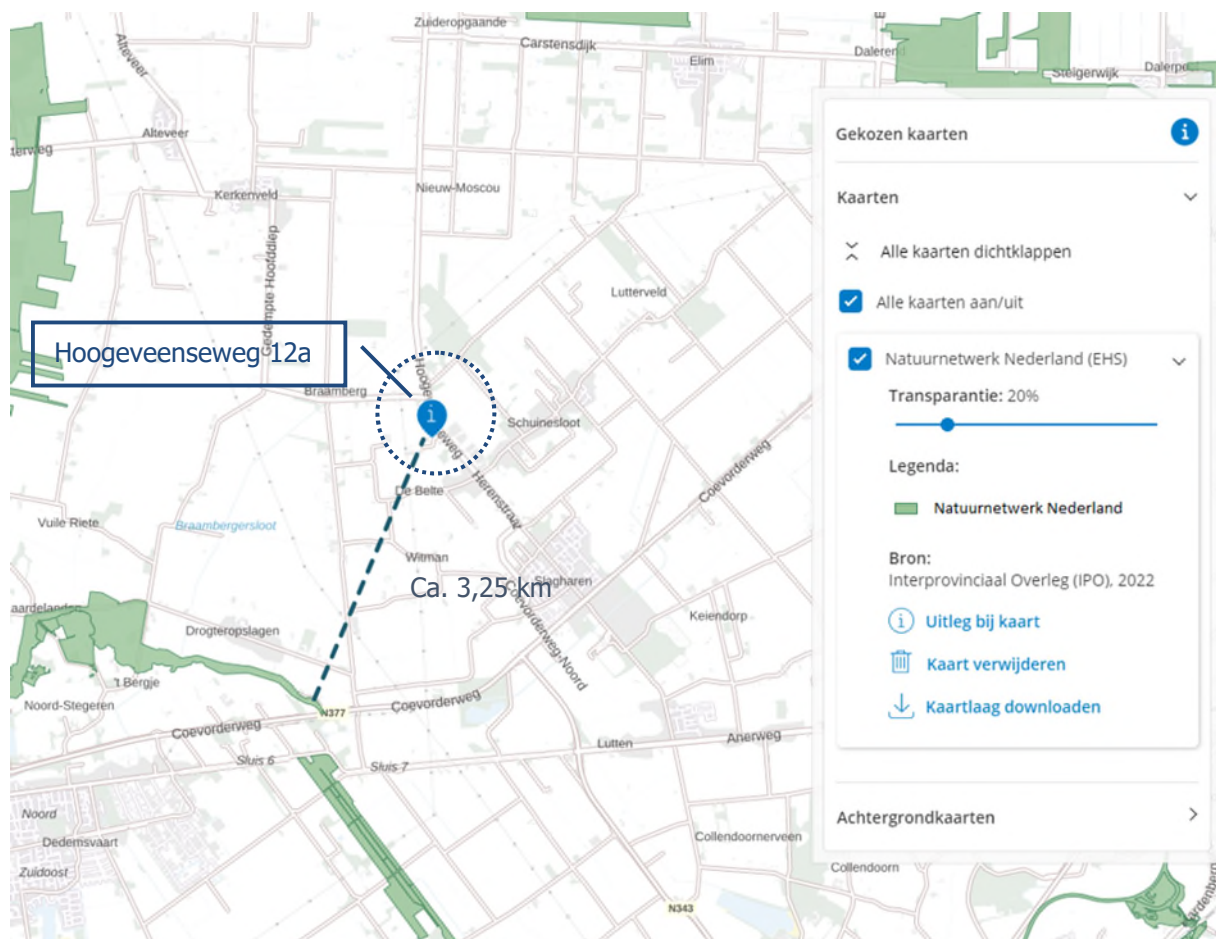 Zuideropgaande
Carstensdijk
Elim
Steigerwijk
Alteveer
Alteveer
Kerkenveld
Nieuw-Moscou
Gedempte Hoofddiep
Lutterveld
Hoogeveenseweg 12a
Braamberg
Schuinesloot
De Belte
Herenstraat
Coevorderweg
Vuile Riete
Braambergersloot
Witman
Ca. 3,25 km
Slagharen
Coevorderweg-Noord
Keiendorp
Drogteropslagen
't Bergje
Noord-Stegeren
N377
Coevorderweg
Coevorderweg
Lutten
Anerweg
Sluis 6
Sluis 7
Noord
Dedemsvaart
Zuidoost
Collendoornerveen
Collendoorn
N343
Gekozen kaarten
i
Kaarten
Alle kaarten dichtklappen
Alle kaarten aan/uit
Natuurnetwerk Nederland (EHS)
Transparantie: 20%
Legenda:
Natuurnetwerk Nederland
Bron:
Interprovinciaal Overleg (IPO), 2022
Uitleg bij kaart
Kaart verwijderen
Kaartlaag downloaden
Achtergrondkaarten